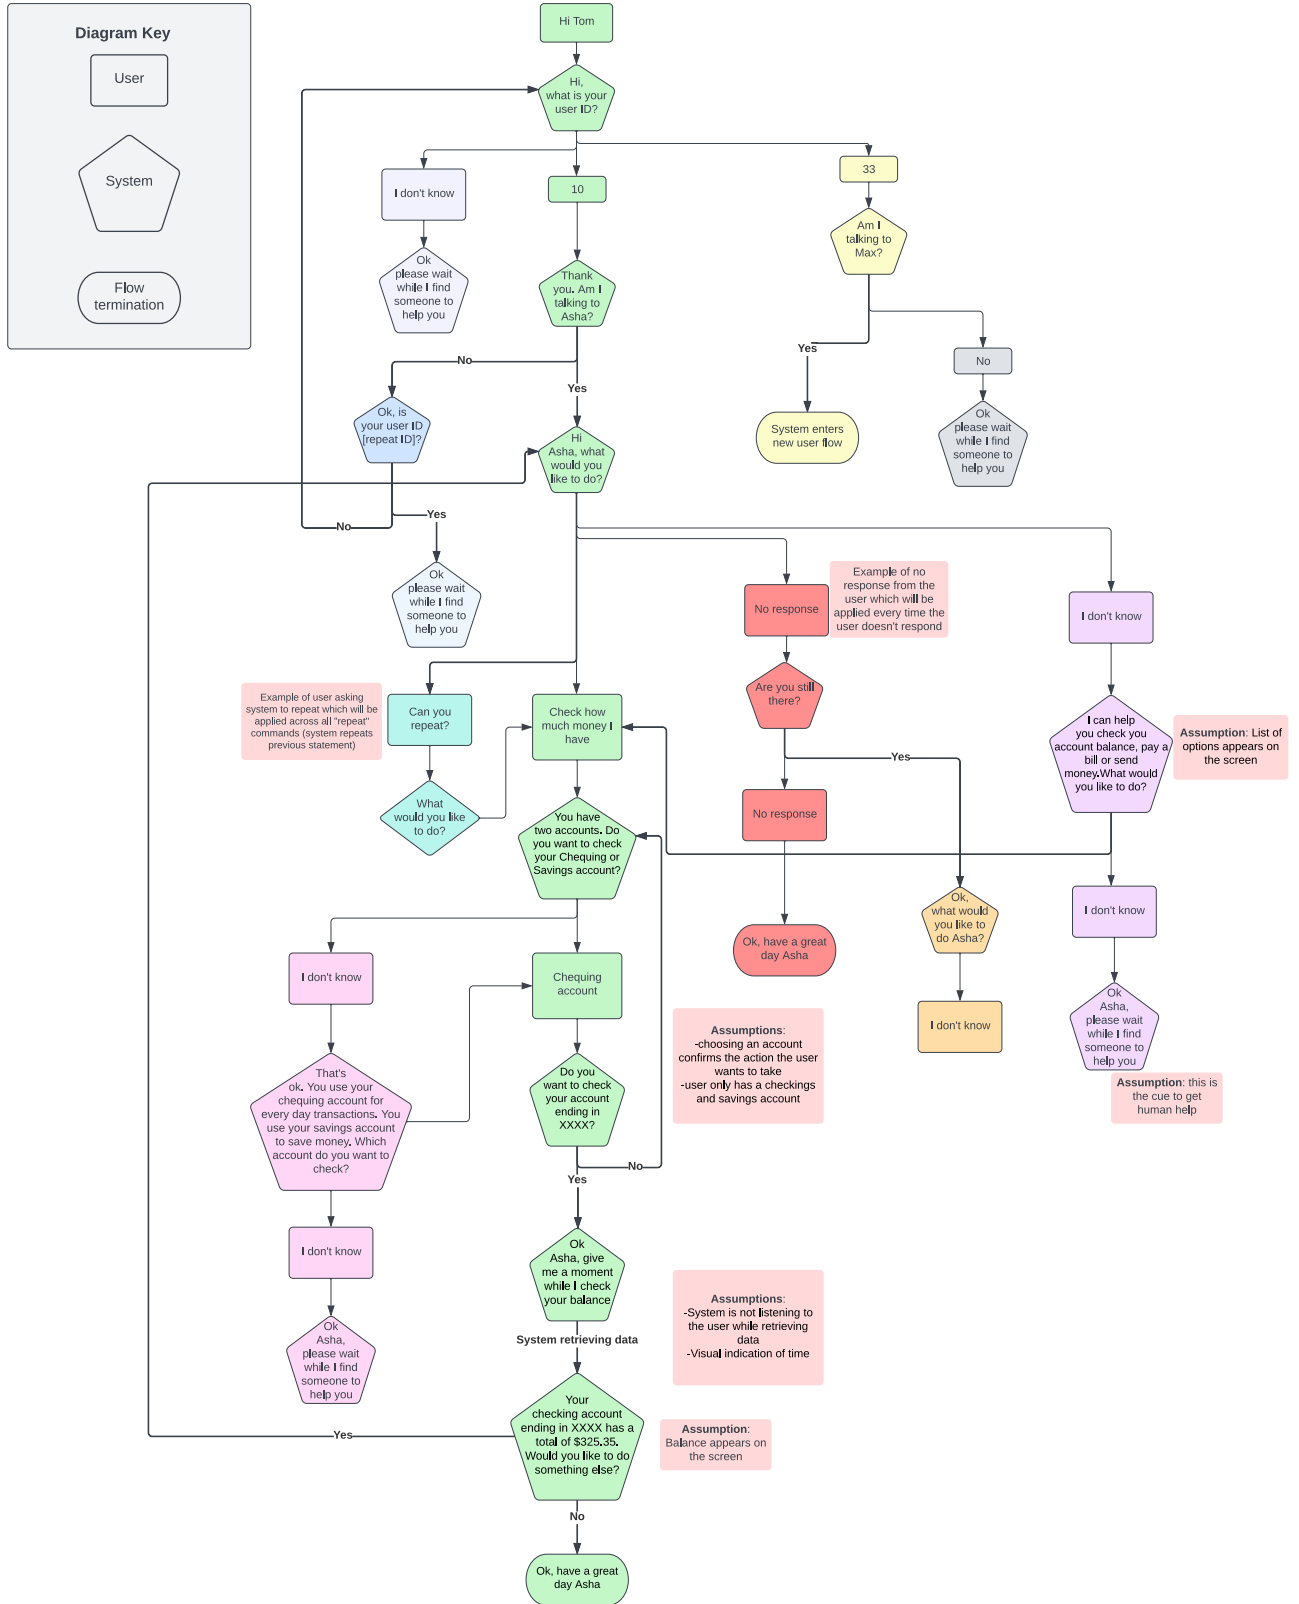 Diagram Key
User
System
Flow
termination
Hi Tom
Hi,
what is your
user ID?
I don't know
10
33
Ok
please wait
while I find
someone to
help you
Thank
you. Am I
talking to
Asha?
Am I
talking to
Max?
No
Yes
Yes
No
Ok, is
your user ID
[repeat ID]?
Hi
Asha, what
would you
like to do?
System enters
new user flow
Ok
please wait
while I find
someone to
help you
No
Yes
Ok
please wait
while I find
someone to
help you
No response
Example of no
response from the
user which will be
applied every time the
user doesn't respond
I don't know
Example of user asking
system to repeat which will be
applied across all "repeat"
commands (system repeats
previous statement)
Can you
repeat?
Check how
much money I
have
Are you still
there?
I can help
you check you
account balance, pay a
bill or send
money.What would
you like to do?
Assumption: List of
options appears on
the screen
Yes
What
would you like
to do?
You have
two accounts. Do
you want to check
your Chequing or
Savings account?
No response
Ok, have a great
day Asha
Ok,
what would
you like to
do Asha?
I don't know
I don't know
Chequing
account
I don't know
Ok
Asha,
please wait
while I find
someone to
help you
Assumption: this is
the cue to get
human help
Assumptions:
-choosing an account
confirms the action the user
wants to take
-user only has a checkings
and savings account
That's
ok. You use your
chequing account for
every day transactions. You
use your savings account
to save money. Which
account do you want to
check?
Do you
want to check
your account
ending in
XXXX?
No
Yes
I don't know
Ok
Asha, give
me a moment
while I check
your balance
Assumptions:
-System is not listening to
the user while retrieving
data
-Visual indication of time
System retrieving data
Ok
Asha,
please wait
while I find
someone to
help you
Your
checking account
ending in XXXX has a
total of $325.35.
Would you like to do
something else?
Assumption:
Balance appears on
the screen
Yes
No
Ok, have a great
day Asha